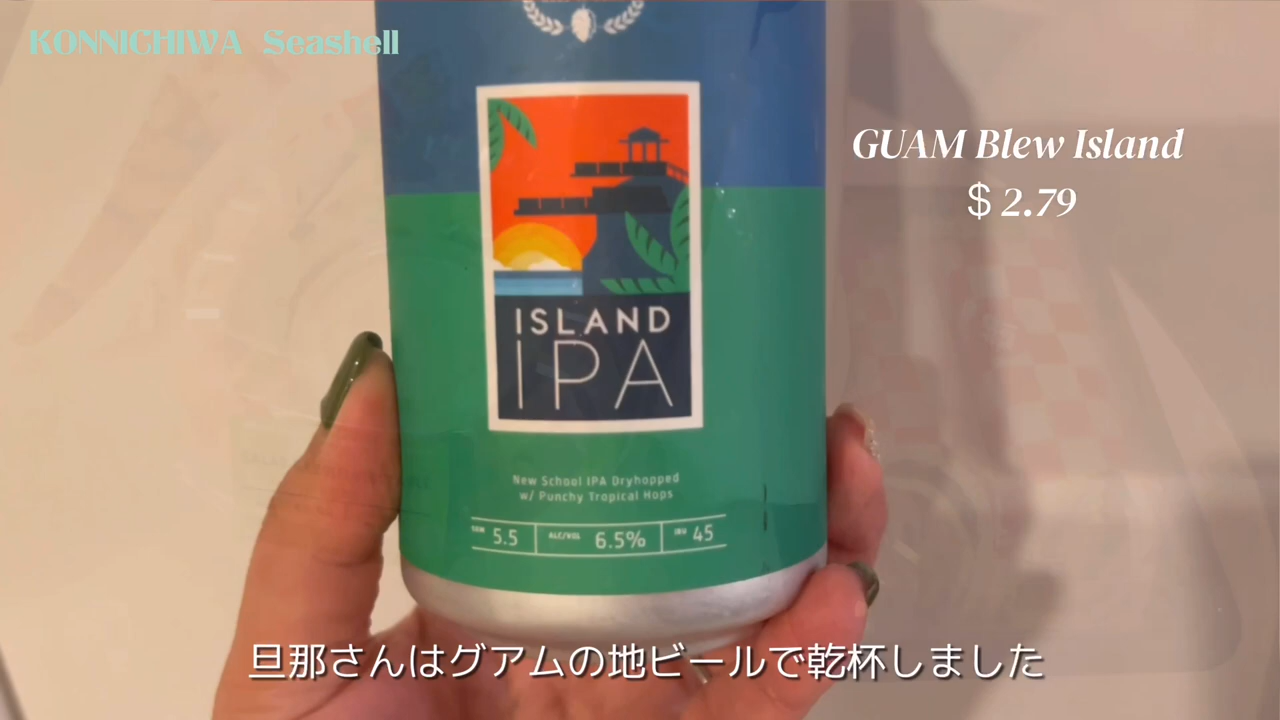 KONNICHIWA Seashell
GUAM Blew Island
$ 2.79
ISLAND
IPA
New School IPA Dryhopped
w/ Punchy Tropical Hops
5.5 ALC/VOL 6.5% IBU 45
旦那さんはグアムの地ビールで乾杯しました